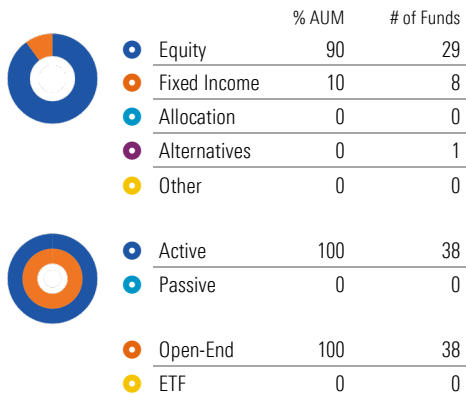 % AUM # of Funds
Equity 90 29
Fixed Income 10 8
Allocation 0 0
Alternatives 0 1
Other 0 0
Active 100 38
Passive 0 0
Open-End 100 38
ETF 0 0